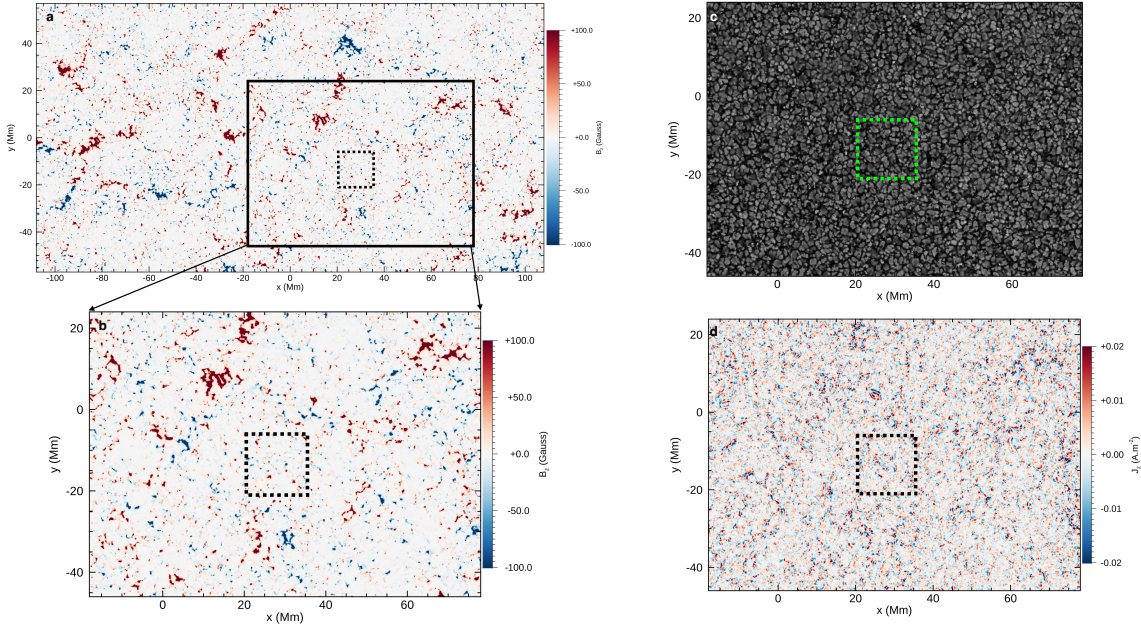 a
40
20
0
-20
-40
y (Mm)
-100 -80 -60 -40 -20 0 20 40 60 80 100
x (Mm)
+100.0
+50.0
+0.0
-50.0
-100.0
B_z (Gauss)
b
20
0
-20
-40
y (Mm)
0 20 40 60
x (Mm)
+100.0
+50.0
+0.0
-50.0
-100.0
B_z (Gauss)
c
20
0
-20
-40
y (Mm)
0 20 40 60
x (Mm)
d
20
0
-20
-40
y (Mm)
0 20 40 60
x (Mm)
+0.02
+0.01
+0.00
-0.01
-0.02
J_z (A.m⁻²)